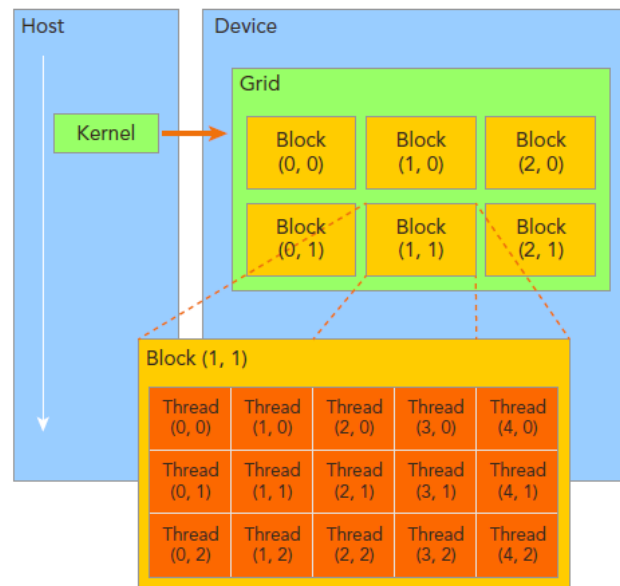 Host
Device
Grid
Kernel
Block
(0, 0)
Block
(1, 0)
Block
(2, 0)
Block
(0, 1)
Block
(1, 1)
Block
(2, 1)
Block (1, 1)
Thread
(0, 0)
Thread
(1, 0)
Thread
(2, 0)
Thread
(3, 0)
Thread
(4, 0)
Thread
(0, 1)
Thread
(1, 1)
Thread
(2, 1)
Thread
(3, 1)
Thread
(4, 1)
Thread
(0, 2)
Thread
(1, 2)
Thread
(2, 2)
Thread
(3, 2)
Thread
(4, 2)